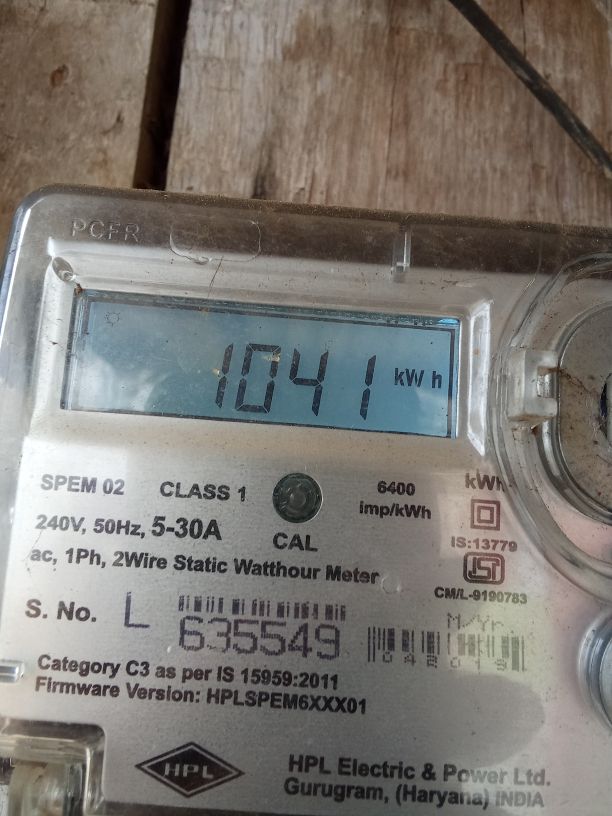 PCFR
1041 kWh
SPEM 02 CLASS 1 6400 imp/kWh kWh
240V, 50Hz, 5-30A CAL IS:13779
ac, 1Ph, 2Wire Static Watthour Meter
CM/L-9190783
S. No. L 635549 M/Yr
042019
Category C3 as per IS 15959:2011
Firmware Version: HPLSPEM6XXX01
HPL HPL Electric & Power Ltd.
Gurugram, (Haryana) INDIA